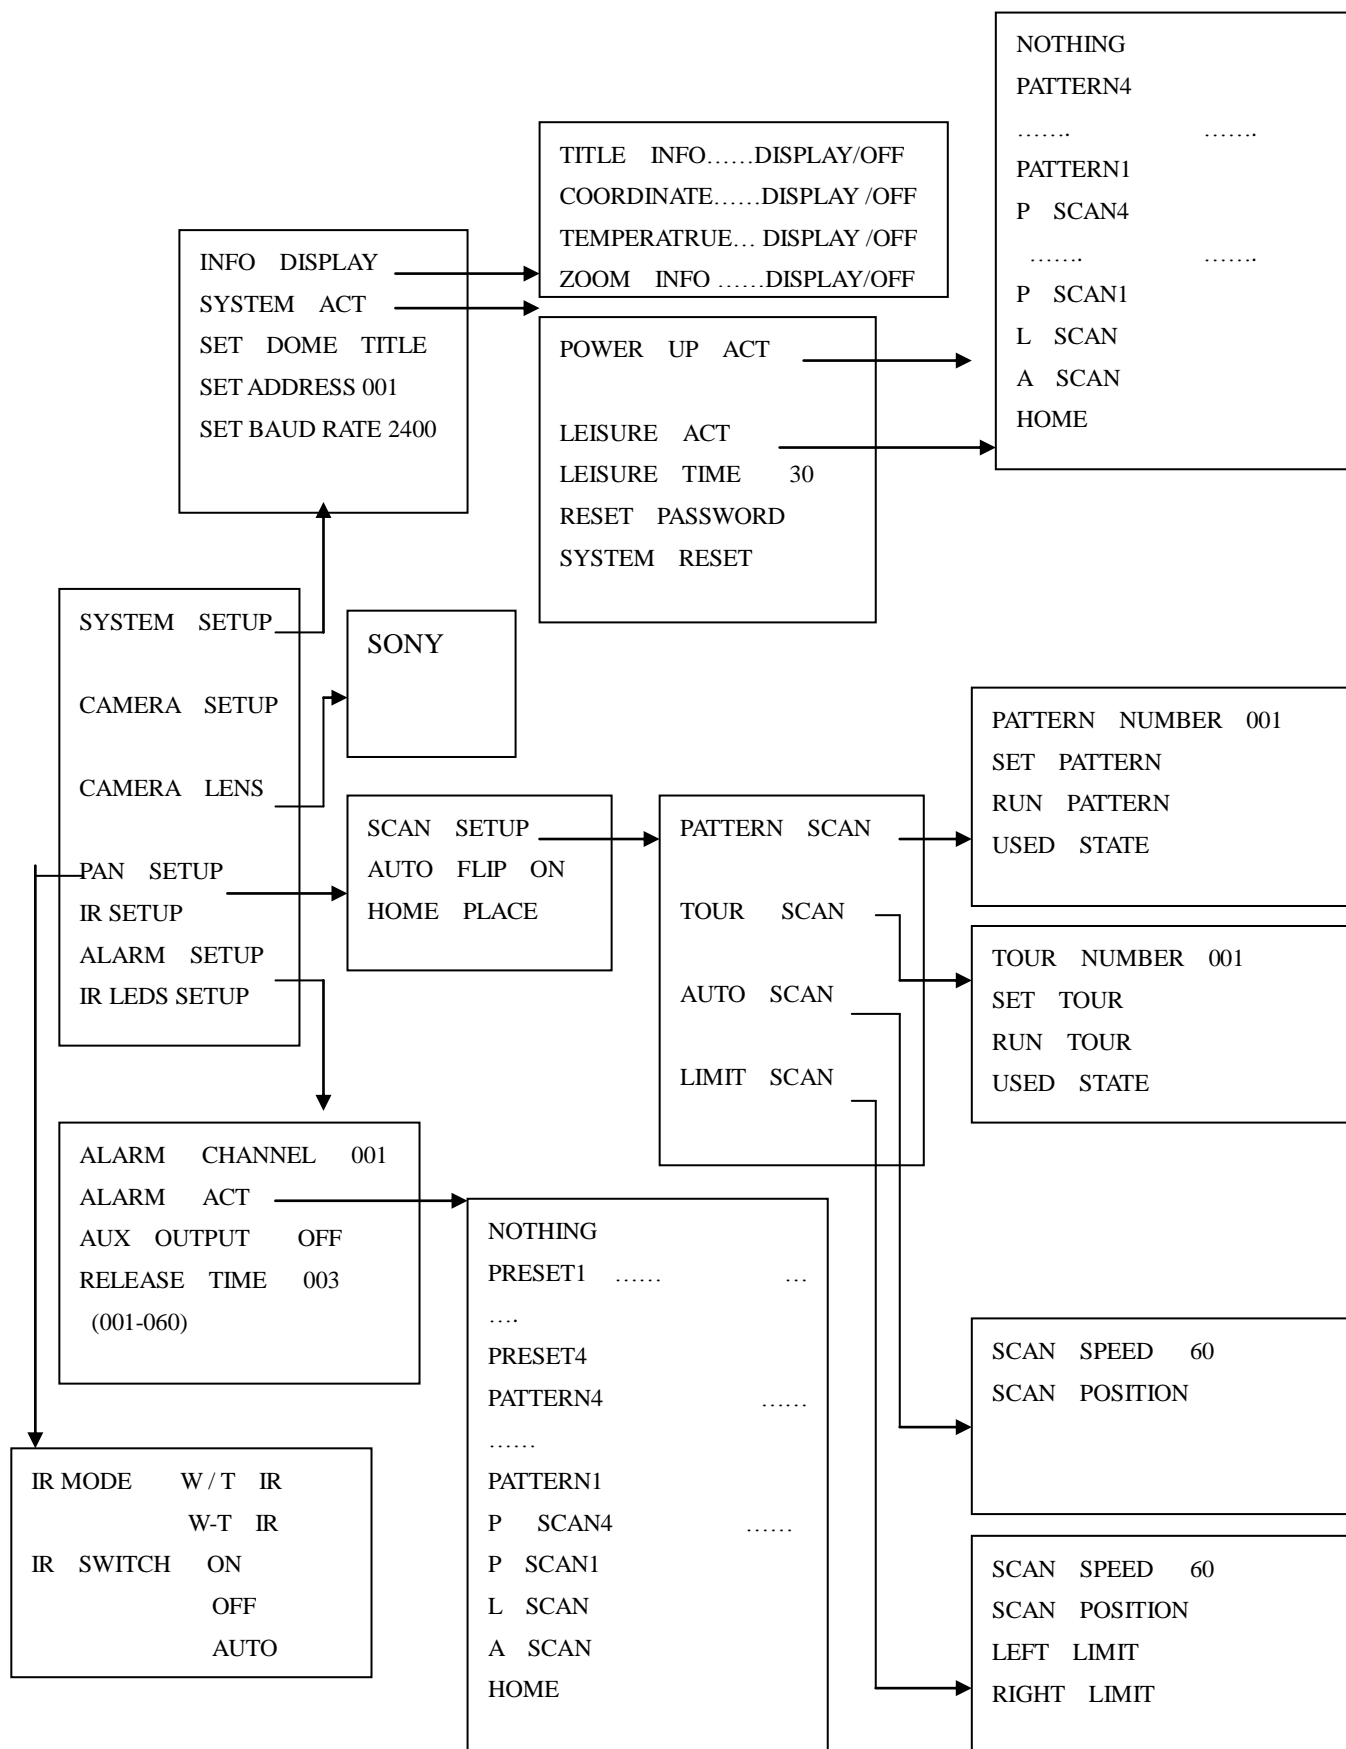 NOTHING
PATTERN4
....... .......
PATTERN1
P SCAN4
....... .......
P SCAN1
L SCAN
A SCAN
HOME
TITLE INFO......DISPLAY/OFF
COORDINATE......DISPLAY /OFF
TEMPERATRUE... DISPLAY /OFF
ZOOM INFO ......DISPLAY/OFF
INFO DISPLAY
SYSTEM ACT
SET DOME TITLE
SET ADDRESS 001
SET BAUD RATE 2400
POWER UP ACT
LEISURE ACT
LEISURE TIME 30
RESET PASSWORD
SYSTEM RESET
SYSTEM SETUP
CAMERA SETUP
CAMERA LENS
PAN SETUP
IR SETUP
ALARM SETUP
IR LEDS SETUP
SONY
SCAN SETUP
AUTO FLIP ON
HOME PLACE
PATTERN SCAN
TOUR SCAN
AUTO SCAN
LIMIT SCAN
PATTERN NUMBER 001
SET PATTERN
RUN PATTERN
USED STATE
TOUR NUMBER 001
SET TOUR
RUN TOUR
USED STATE
ALARM CHANNEL 001
ALARM ACT
AUX OUTPUT OFF
RELEASE TIME 003
(001-060)
NOTHING
PRESET1 ...... ...
....
PRESET4
PATTERN4 ......
......
PATTERN1
P SCAN4 ......
P SCAN1
L SCAN
A SCAN
HOME
SCAN SPEED 60
SCAN POSITION
IR MODE W / T IR
W-T IR
IR SWITCH ON
OFF
AUTO
SCAN SPEED 60
SCAN POSITION
LEFT LIMIT
RIGHT LIMIT